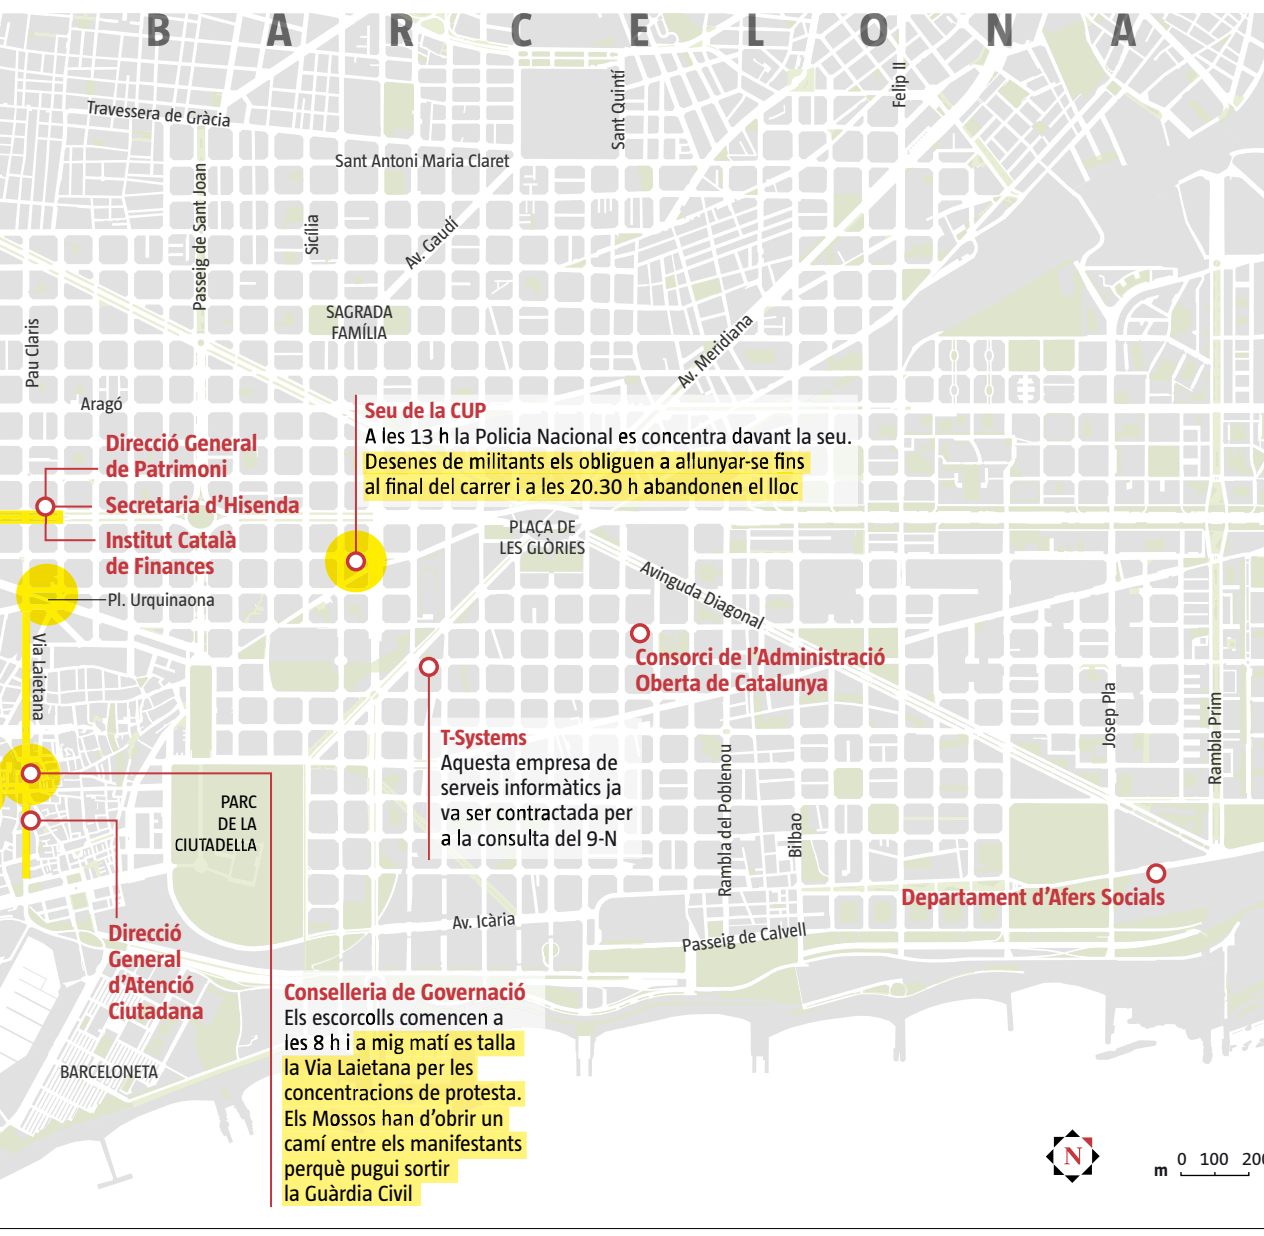 BARCELONA
Travessera de Gràcia
Sant Quintí
Felip II
Sant Antoni Maria Claret
Passeig de Sant Joan
Sicília
Av. Gaudí
SAGRADA
FAMÍLIA
Pau Claris
Av. Meridiana
Aragó
Direcció General
de Patrimoni
Secretaria d'Hisenda
Institut Català
de Finances
Seu de la CUP
A les 13 h la Policia Nacional es concentra davant la seu.
Desenes de militants els obliguen a allunyar-se fins
al final del carrer i a les 20.30 h abandonen el lloc
PLAÇA DE
LES GLÒRIES
Avinguda Diagonal
Pl. Urquinaona
Via Laietana
Consorci de l'Administració
Oberta de Catalunya
Josep Pla
Rambla Prim
T-Systems
Aquesta empresa de
serveis informàtics ja
va ser contractada per
a la consulta del 9-N
Rambla del Poblenou
Bilbao
PARC
DE LA
CIUTADELLA
Departament d'Afers Socials
Av. Icària
Passeig de Calvell
Direcció
General
d'Atenció
Ciutadana
Conselleria de Governació
Els escorcolls comencen a
les 8 h i a mig matí es talla
la Via Laietana per les
concentracions de protesta.
Els Mossos han d'obrir un
camí entre els manifestants
perquè pugui sortir
la Guàrdia Civil
BARCELONETA
N
m 0 100 200